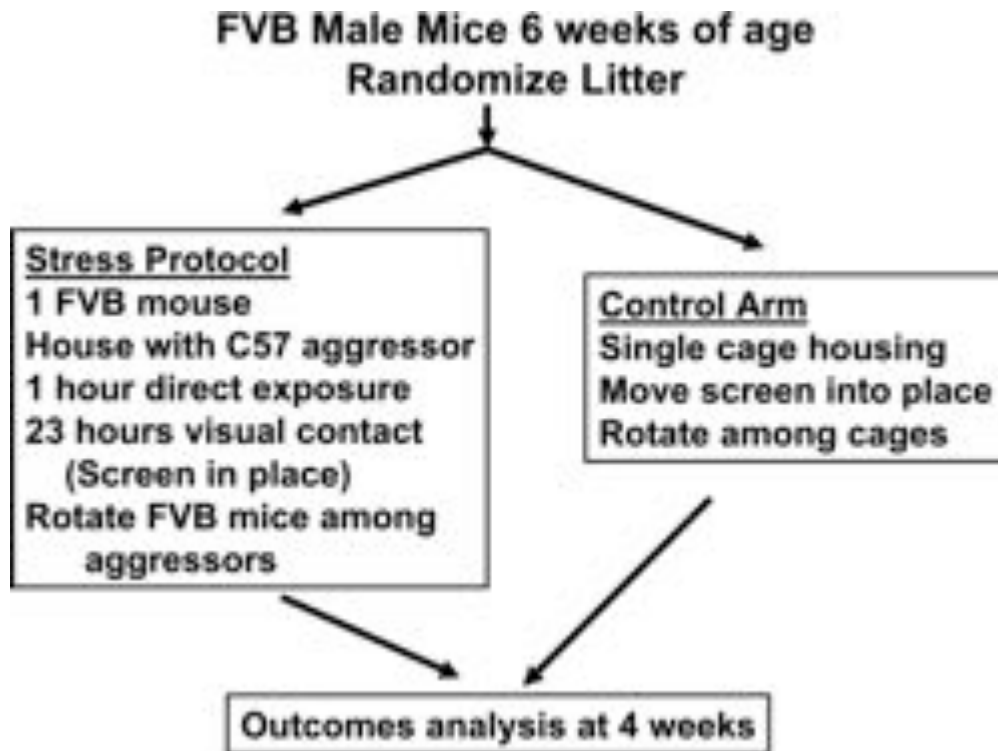 FVB Male Mice 6 weeks of age
Randomize Litter
Stress Protocol
1 FVB mouse
House with C57 aggressor
1 hour direct exposure
23 hours visual contact
(Screen in place)
Rotate FVB mice among
aggressors
Control Arm
Single cage housing
Move screen into place
Rotate among cages
Outcomes analysis at 4 weeks